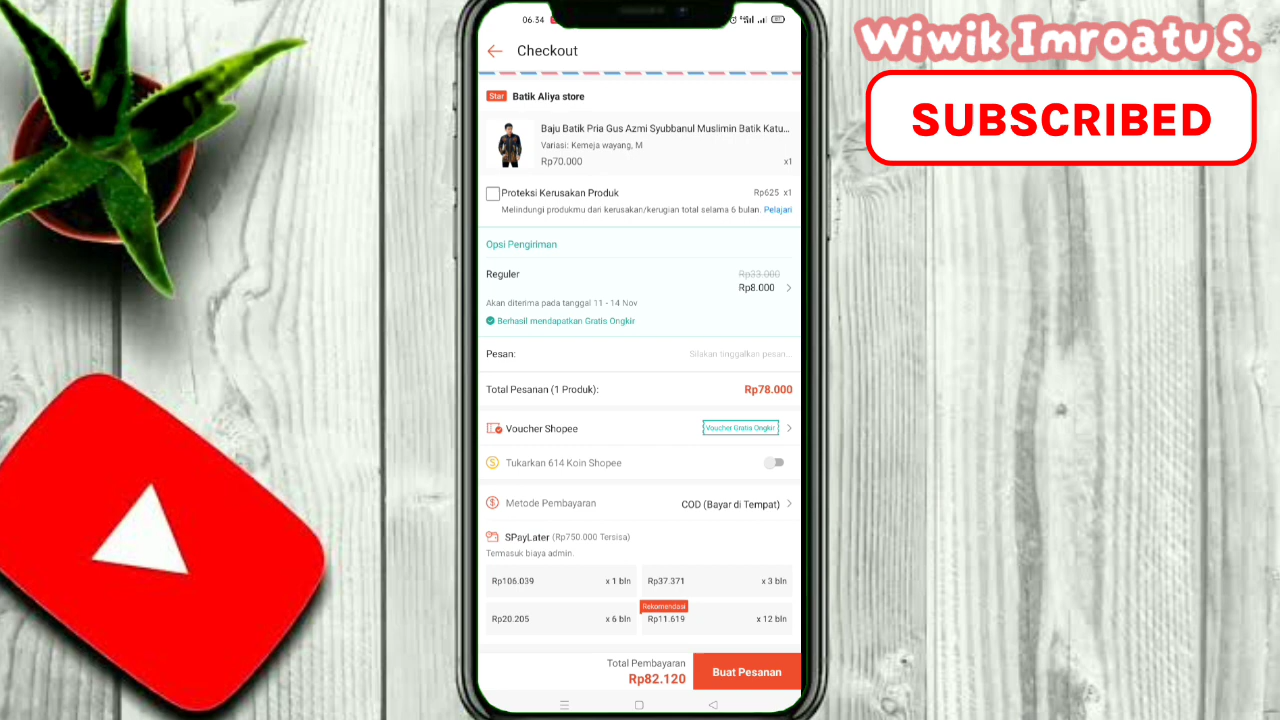 Wiwik Imroatu S.
SUBSCRIBED
06.34
Checkout
Star Batik Aliya store
Baju Batik Pria Gus Azmi Syubbanul Muslimin Batik Katu...
Variasi: Kemeja wayang, M
Rp70.000 x1
Proteksi Kerusakan Produk Rp625 x1
Melindungi produkmu dari kerusakan/kerugian total selama 6 bulan. Pelajari
Opsi Pengiriman
Reguler Rp33.000
Rp8.000
Akan diterima pada tanggal 11 - 14 Nov
Berhasil mendapatkan Gratis Ongkir
Pesan: Silakan tinggalkan pesan...
Total Pesanan (1 Produk): Rp78.000
Voucher Shopee Voucher Gratis Ongkir
Tukarkan 614 Koin Shopee
Metode Pembayaran COD (Bayar di Tempat)
SPayLater (Rp750.000 Tersisa)
Termasuk biaya admin.
Rp106.039 x 1 bln Rp37.371 x 3 bln
Rekomendasi
Rp20.205 x 6 bln Rp11.619 x 12 bln
Total Pembayaran
Rp82.120
Buat Pesanan